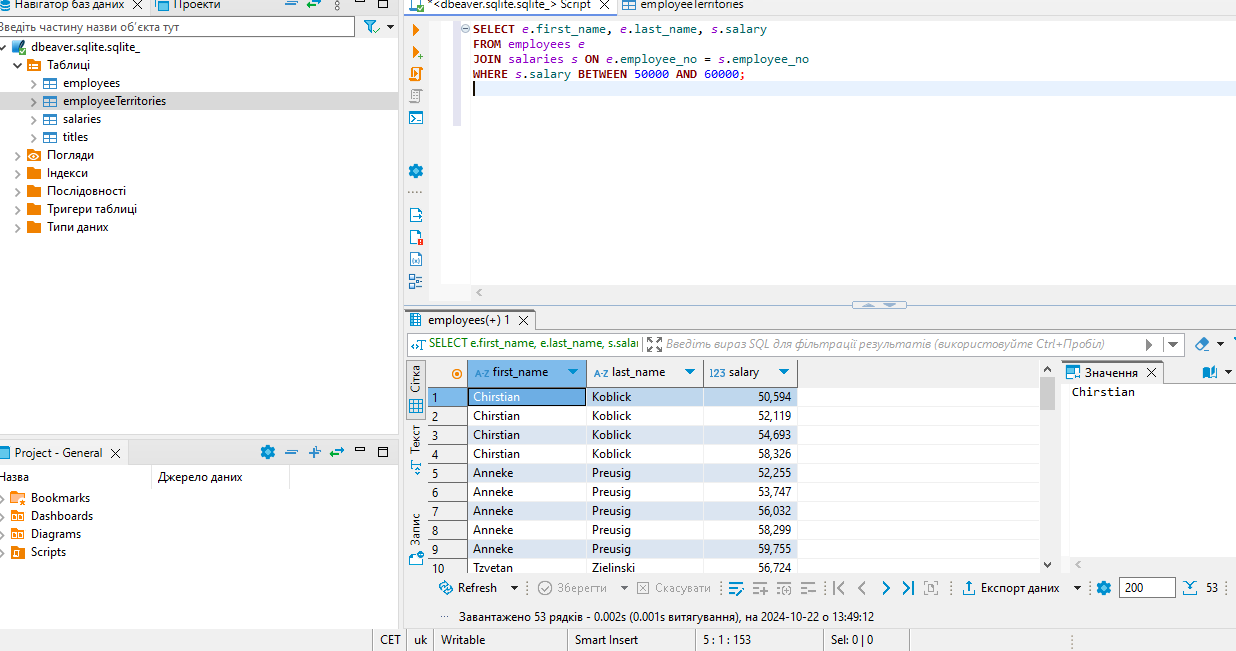 Навігатор баз даних
Проекти
Введіть частину назви об'єкта тут
dbeaver.sqlite.sqlite_
Таблиці
employees
employeeTerritories
salaries
titles
Погляди
Індекси
Послідовності
Тригери таблиці
Типи даних
Project - General
Назва Джерело даних
Bookmarks
Dashboards
Diagrams
Scripts
*<dbeaver.sqlite.sqlite_> Script
employeeTerritories
SELECT e.first_name, e.last_name, s.salary
FROM employees e
JOIN salaries s ON e.employee_no = s.employee_no
WHERE s.salary BETWEEN 50000 AND 60000;
employees(+) 1
SELECT e.first_name, e.last_name, s.salar
Введіть вираз SQL для фільтрації результатів (використовуйте Ctrl+Пробіл)
Сітка
Текст
Запис
A-Z first_name A-Z last_name 123 salary
1 Chirstian Koblick 50,594
2 Chirstian Koblick 52,119
3 Chirstian Koblick 54,693
4 Chirstian Koblick 58,326
5 Anneke Preusig 52,255
6 Anneke Preusig 53,747
7 Anneke Preusig 56,032
8 Anneke Preusig 58,299
9 Anneke Preusig 59,755
10 Tzvetan Zielinski 56,724
Значення
Chirstian
Refresh Зберегти Скасувати Експорт даних 200 53
Завантажено 53 рядків - 0.002s (0.001s витягування), на 2024-10-22 о 13:49:12
CET uk Writable Smart Insert 5 : 1 : 153 Sel: 0 | 0